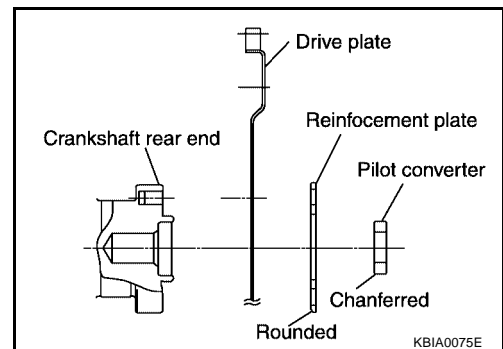 Drive plate
Reinfocement plate
Crankshaft rear end
Pilot converter
Chanferred
Rounded
KBIA0075E